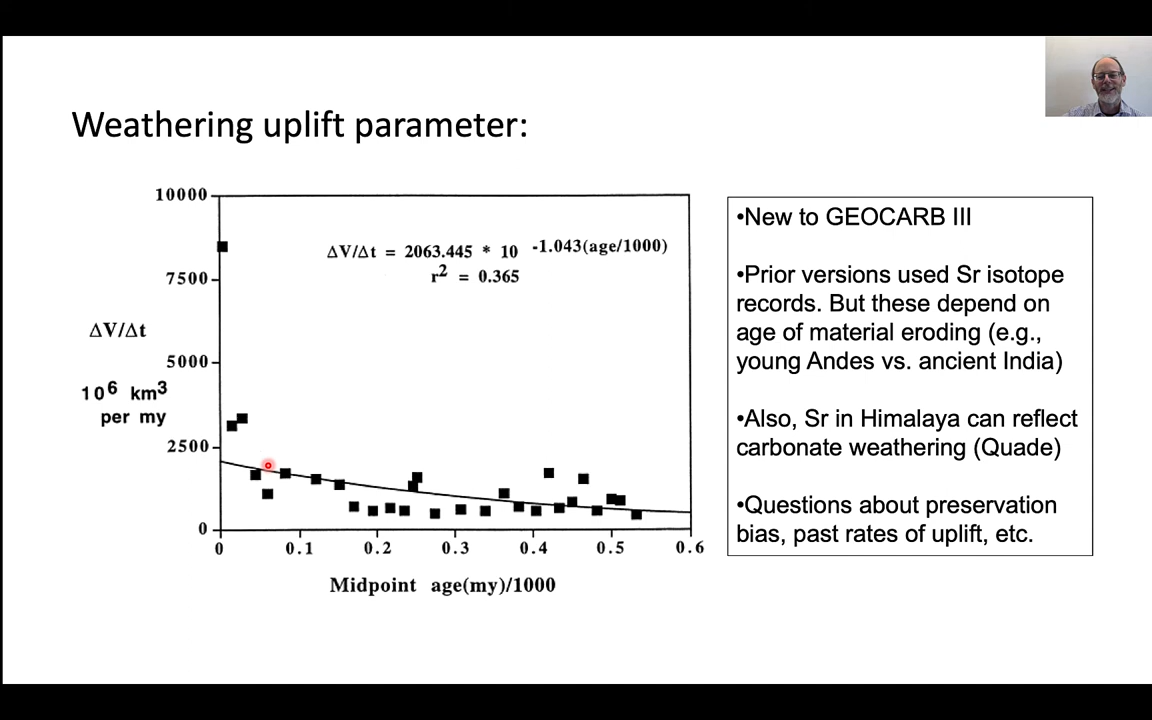 Weathering uplift parameter:
10000
7500
5000
2500
0
ΔV/Δt
10⁶ km³
per my
ΔV/Δt = 2063.445 * 10 -1.043(age/1000)
r² = 0.365
0 0.1 0.2 0.3 0.4 0.5 0.6
Midpoint age(my)/1000
•New to GEOCARB III
•Prior versions used Sr isotope
records. But these depend on
age of material eroding (e.g.,
young Andes vs. ancient India)
•Also, Sr in Himalaya can reflect
carbonate weathering (Quade)
•Questions about preservation
bias, past rates of uplift, etc.